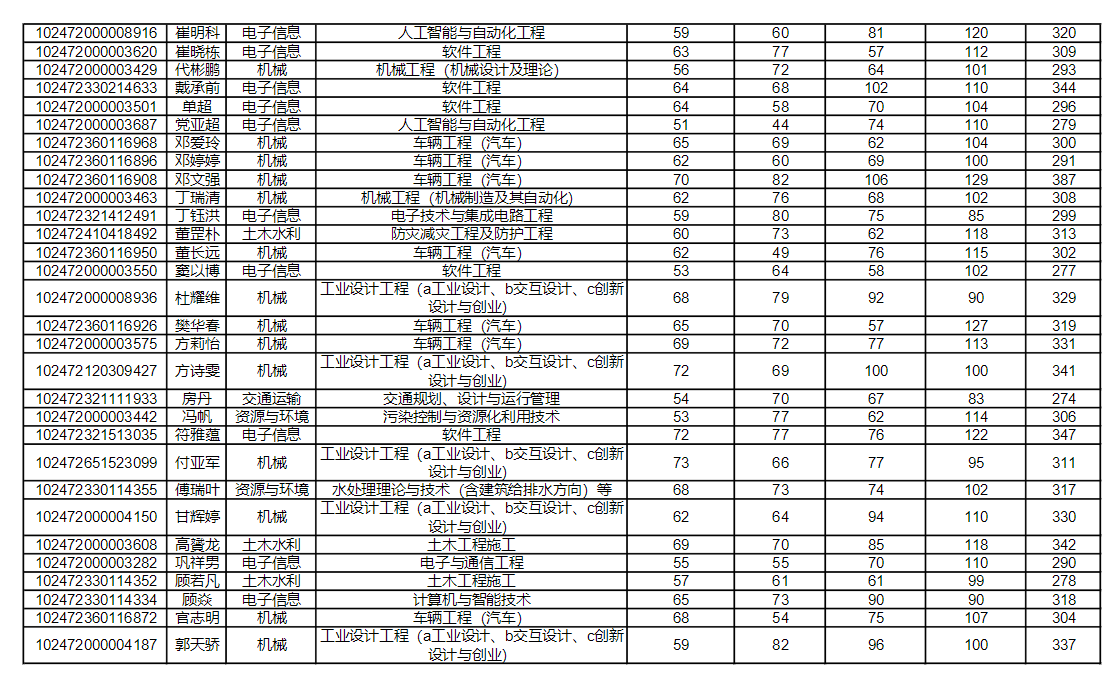 102472000008916 崔明科 电子信息 人工智能与自动化工程 59 60 81 120 320
102472000003620 崔晓栋 电子信息 软件工程 63 77 57 112 309
102472000003429 代彬鹏 机械 机械工程（机械设计及理论） 56 72 64 101 293
102472330214633 戴承前 电子信息 软件工程 64 68 102 110 344
102472000003501 单超 电子信息 软件工程 64 58 70 104 296
102472000003687 党亚超 电子信息 人工智能与自动化工程 51 44 74 110 279
102472360116968 邓爱玲 机械 车辆工程（汽车） 65 69 62 104 300
102472360116896 邓婷婷 机械 车辆工程（汽车） 62 60 69 100 291
102472360116908 邓文强 机械 车辆工程（汽车） 70 82 106 129 387
102472000003463 丁瑞清 机械 机械工程（机械制造及其自动化） 62 76 68 102 308
102472321412491 丁钰洪 电子信息 电子技术与集成电路工程 59 80 75 85 299
102472410418492 董罡朴 土木水利 防灾减灾工程及防护工程 60 73 62 118 313
102472360116950 董长远 机械 车辆工程（汽车） 62 49 76 115 302
102472000003550 窦以博 电子信息 软件工程 53 64 58 102 277
102472000008936 杜耀维 机械 工业设计工程（a工业设计、b交互设计、c创新
设计与创业） 68 79 92 90 329
102472360116926 樊华春 机械 车辆工程（汽车） 65 70 57 127 319
102472000003575 方莉怡 机械 车辆工程（汽车） 69 72 77 113 331
102472120309427 方诗雯 机械 工业设计工程（a工业设计、b交互设计、c创新
设计与创业） 72 69 100 100 341
102472321111933 房丹 交通运输 交通规划、设计与运行管理 54 70 67 83 274
102472000003442 冯帆 资源与环境 污染控制与资源化利用技术 53 77 62 114 306
102472321513035 符雅蕴 电子信息 软件工程 72 77 76 122 347
102472651523099 付亚军 机械 工业设计工程（a工业设计、b交互设计、c创新
设计与创业） 73 66 77 95 311
102472330114355 傅瑞叶 资源与环境 水处理理论与技术（含建筑给排水方向）等 68 73 74 102 317
102472000004150 甘辉婷 机械 工业设计工程（a工业设计、b交互设计、c创新
设计与创业） 62 64 94 110 330
102472000003608 高赟龙 土木水利 土木工程施工 69 70 85 118 342
102472000003282 巩祥男 电子信息 电子与通信工程 55 55 70 110 290
102472330114352 顾若凡 土木水利 土木工程施工 57 61 61 99 278
102472330114334 顾焱 电子信息 计算机与智能技术 65 73 90 90 318
102472360116872 官志明 机械 车辆工程（汽车） 68 54 75 107 304
102472000004187 郭天骄 机械 工业设计工程（a工业设计、b交互设计、c创新
设计与创业） 59 82 96 100 337